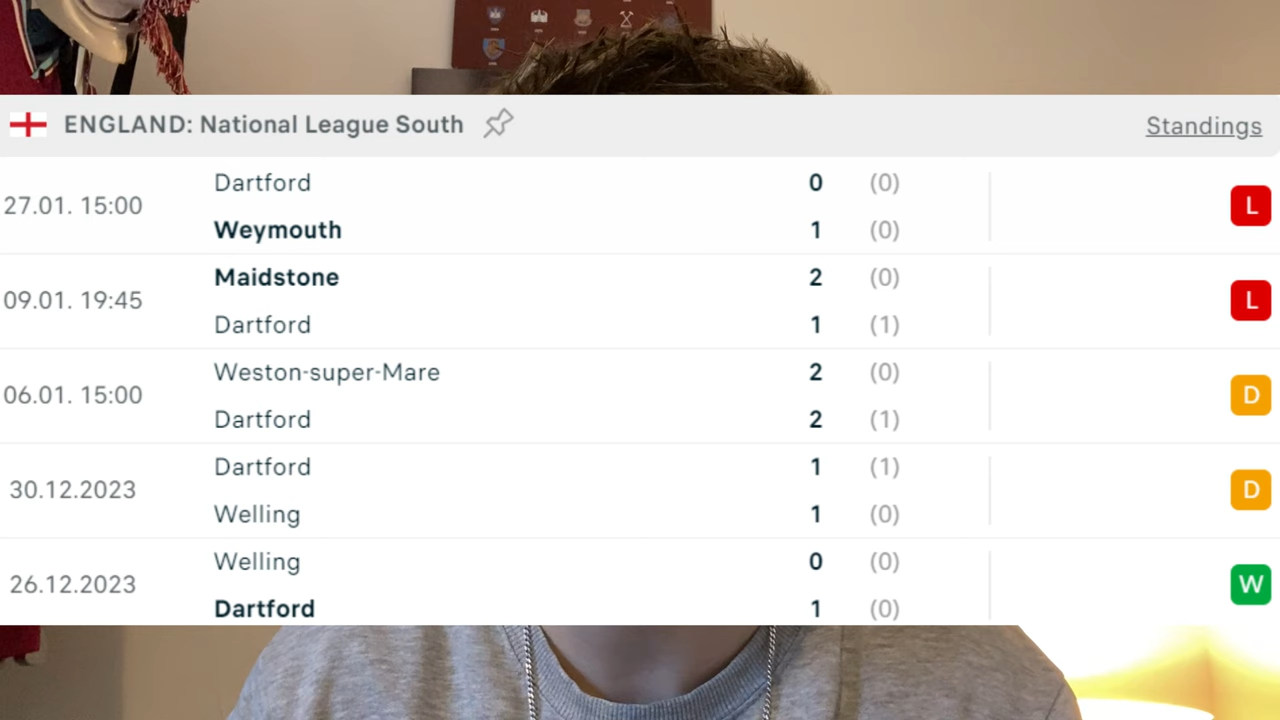 ENGLAND: National League South
Standings
27.01. 15:00
Dartford 0 (0)
Weymouth 1 (0)
L
09.01. 19:45
Maidstone 2 (0)
Dartford 1 (1)
L
06.01. 15:00
Weston-super-Mare 2 (0)
Dartford 2 (1)
D
30.12.2023
Dartford 1 (1)
Welling 1 (0)
D
26.12.2023
Welling 0 (0)
Dartford 1 (0)
W